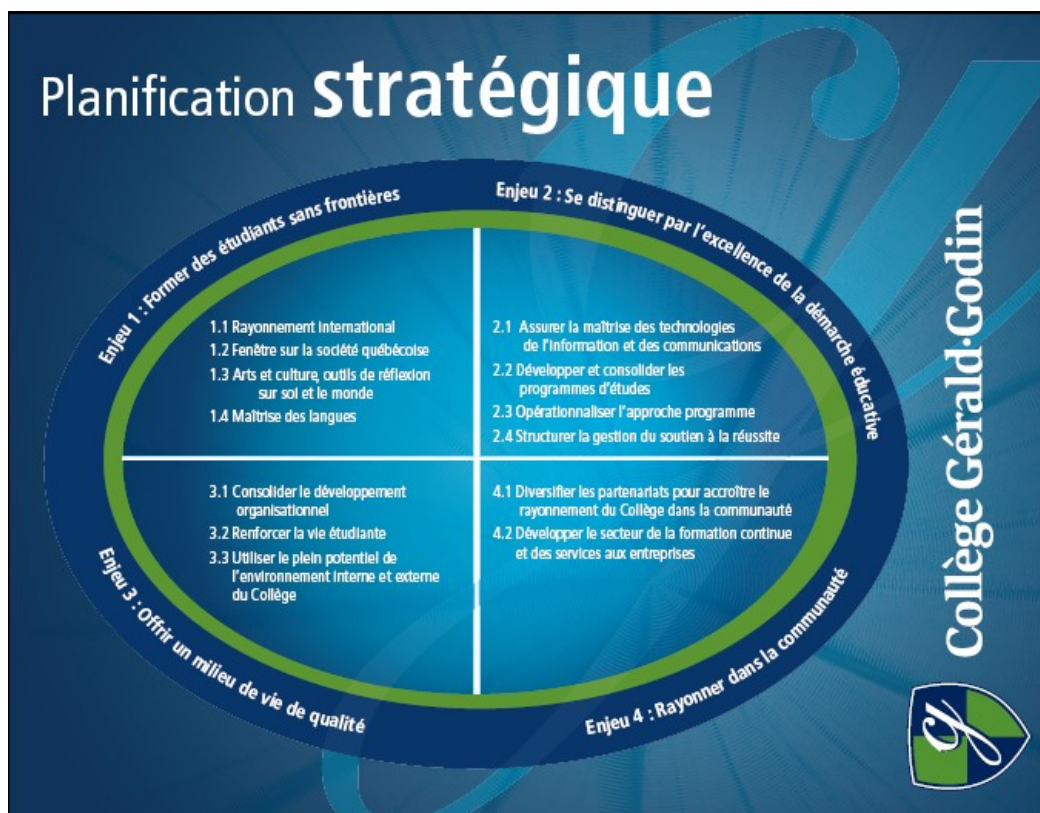 Planification stratégique
Enjeu 1 : Former des étudiants sans frontières
1.1 Rayonnement international
1.2 Fenêtre sur la société québécoise
1.3 Arts et culture, outils de réflexion
sur soi et le monde
1.4 Maîtrise des langues
Enjeu 2 : Se distinguer par l'excellence de la démarche éducative
2.1 Assurer la maîtrise des technologies
de l'information et des communications
2.2 Développer et consolider les
programmes d'études
2.3 Opérationnaliser l'approche programme
2.4 Structurer la gestion du soutien à la réussite
Enjeu 3 : Offrir un milieu de vie de qualité
3.1 Consolider le développement
organisationnel
3.2 Renforcer la vie étudiante
3.3 Utiliser le plein potentiel de
l'environnement interne et externe
du Collège
Enjeu 4 : Rayonner dans la communauté
4.1 Diversifier les partenariats pour accroître le
rayonnement du Collège dans la communauté
4.2 Développer le secteur de la formation continue
et des services aux entreprises
Collège Gérald-Godin